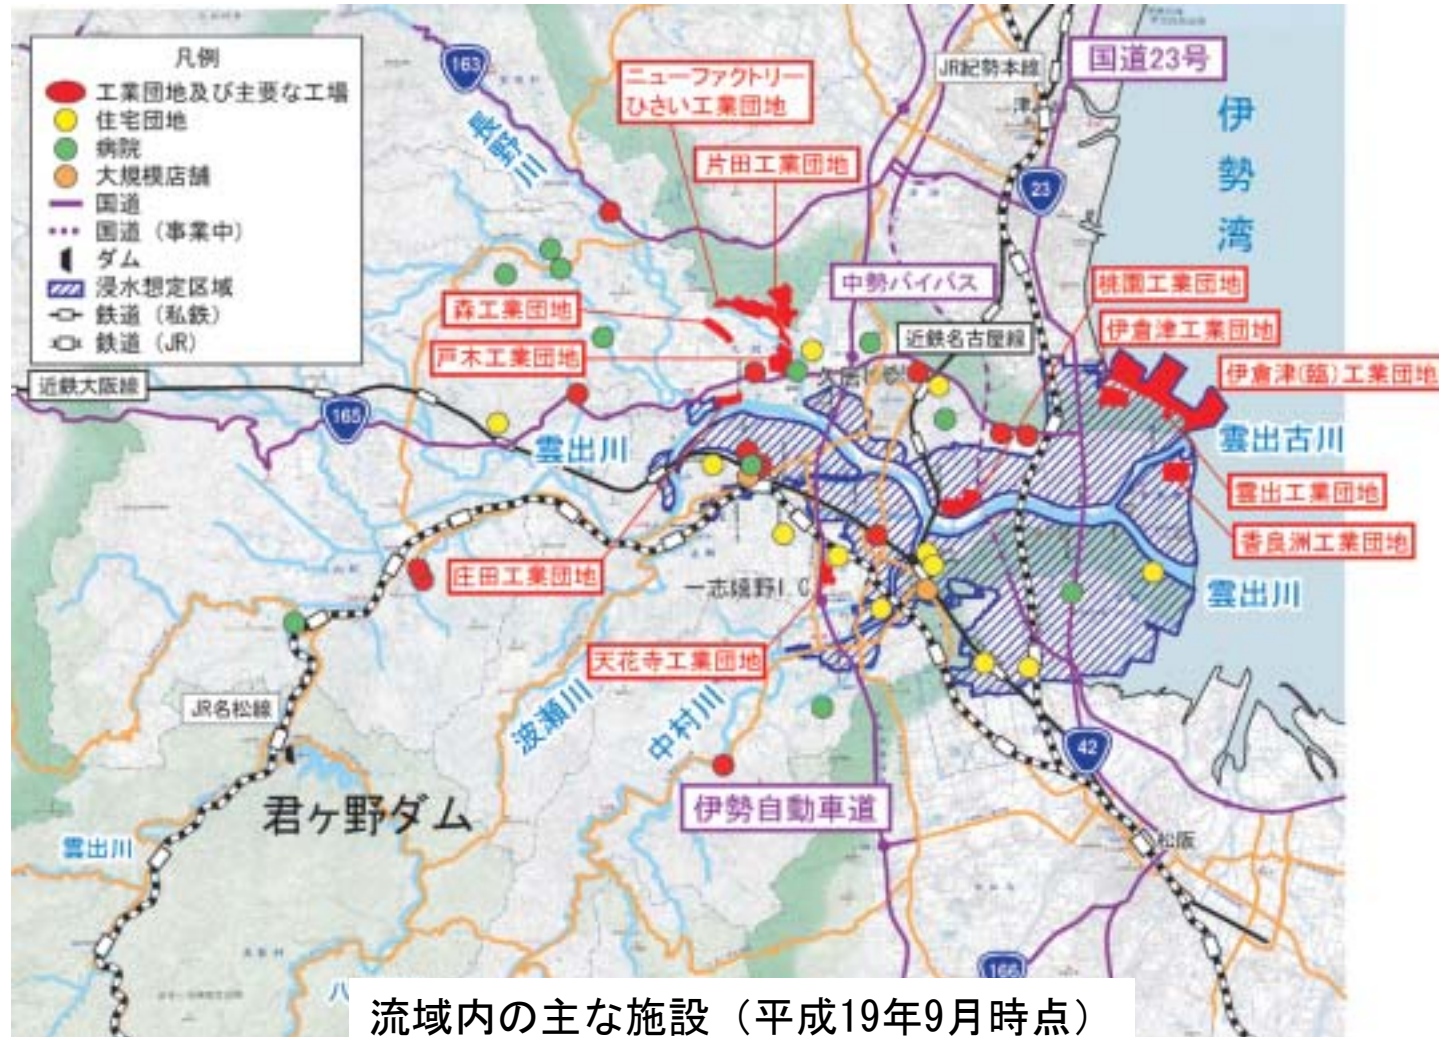 凡例
工業団地及び主要な工場
住宅団地
病院
大規模店舗
国道
国道（事業中）
ダム
浸水想定区域
鉄道（私鉄）
鉄道（JR）
163
長野川
ニューファクトリー
ひさい工業団地
片田工業団地
JR紀勢本線
国道23号
津
23
伊勢湾
中勢バイパス
桃園工業団地
伊倉津工業団地
伊倉津(臨)工業団地
森工業団地
戸木工業団地
近鉄名古屋線
近鉄大阪線
165
雲出川
雲出古川
雲出工業団地
香良洲工業団地
庄田工業団地
一志嬉野I.C
雲出川
天花寺工業団地
JR名松線
波瀬川
中村川
42
君ヶ野ダム
伊勢自動車道
雲出川
松阪
166
八
流域内の主な施設（平成19年9月時点）